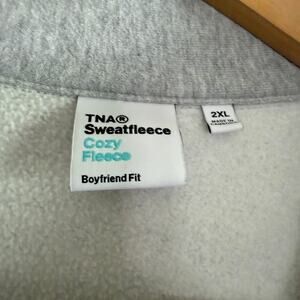 TNA®
Sweatfleece
Cozy
Fleece
Boyfriend Fit
2XL
MADE IN